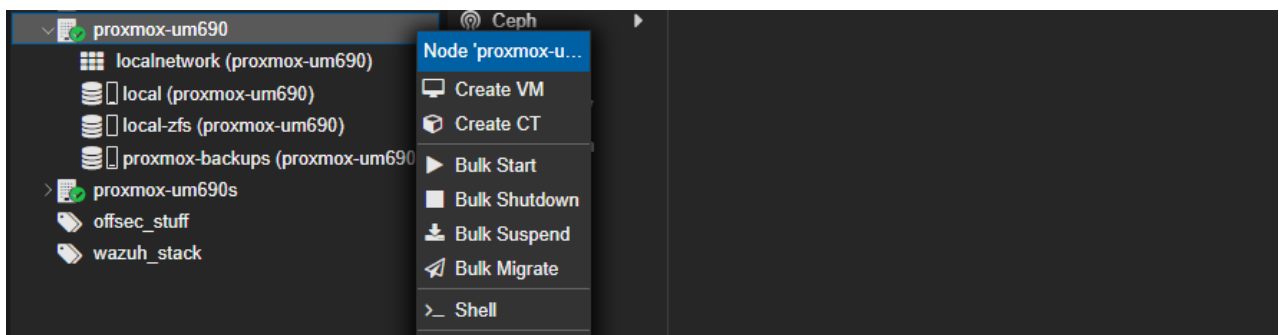 proxmox-um690
localnetwork (proxmox-um690)
local (proxmox-um690)
local-zfs (proxmox-um690)
proxmox-backups (proxmox-um690
proxmox-um690s
offsec_stuff
wazuh_stack
Ceph
Node 'proxmox-u...
Create VM
Create CT
Bulk Start
Bulk Shutdown
Bulk Suspend
Bulk Migrate
Shell